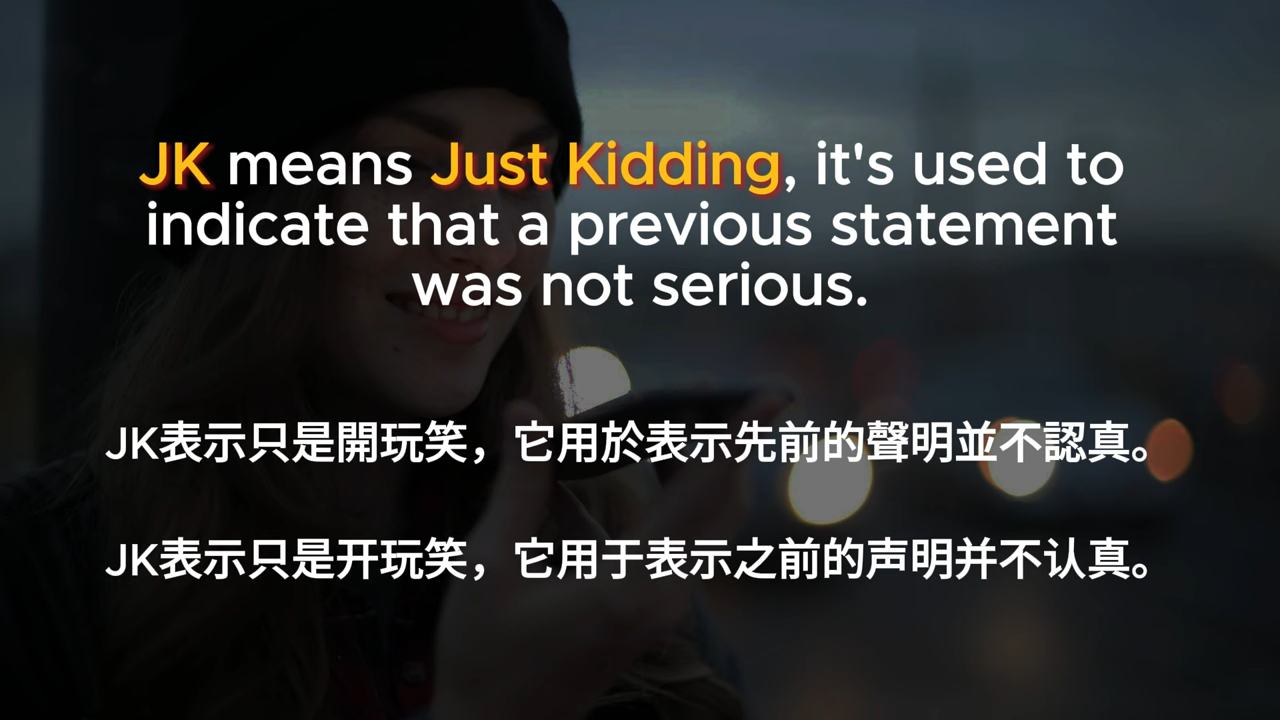 JK means Just Kidding, it's used to
indicate that a previous statement
was not serious.
JK表示只是開玩笑，它用於表示先前的聲明並不認真。
JK表示只是开玩笑，它用于表示之前的声明并不认真。